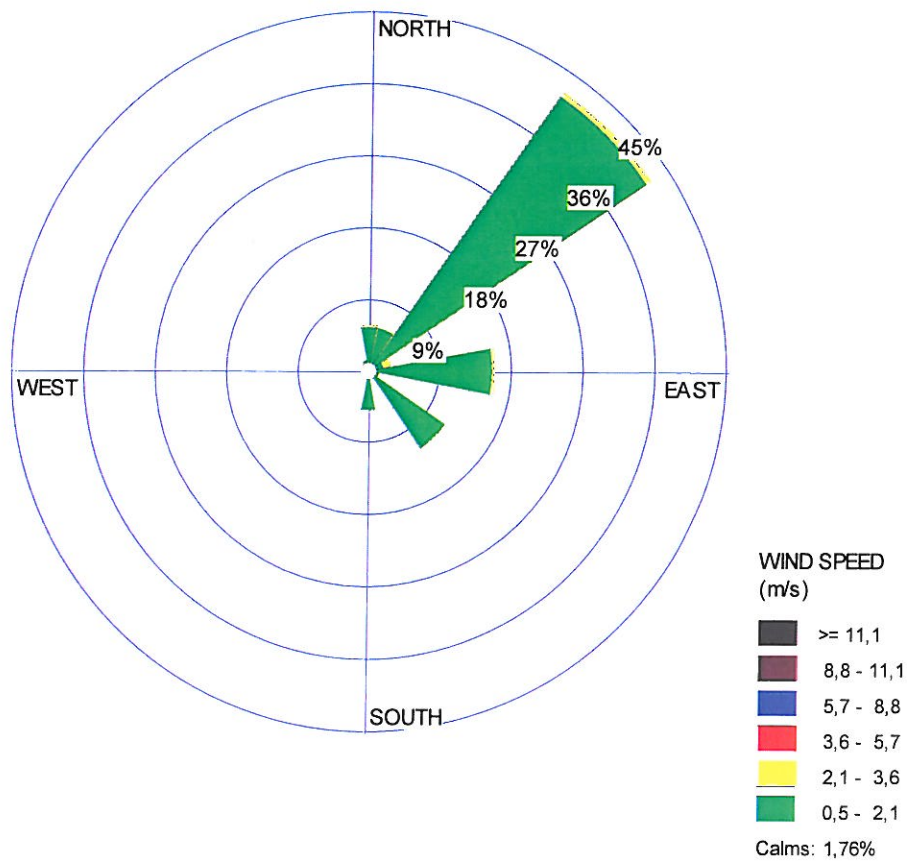 NORTH
45%
36%
27%
18%
9%
WEST
EAST
SOUTH
WIND SPEED
(m/s)
>= 11,1
8,8 - 11,1
5,7 - 8,8
3,6 - 5,7
2,1 - 3,6
0,5 - 2,1
Calms: 1,76%